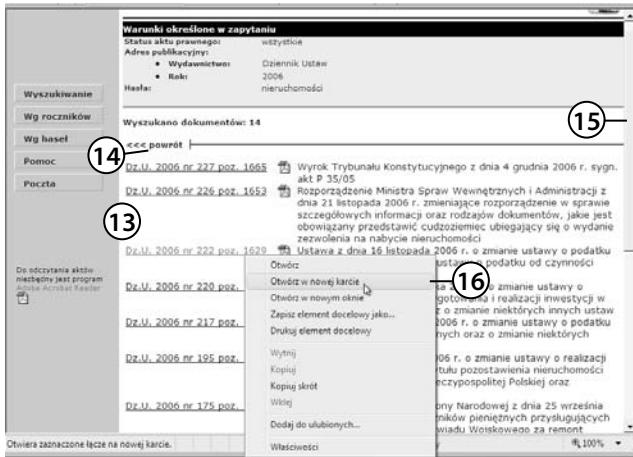 Warunki określone w zapytaniu
Status aktu prawnego: wszystkie
Adres publikacyjny:
• Wydawnictwo: Dziennik Ustaw
• Rok: 2006
Hasła: nieruchomości
Wyszukiwanie
Wg roczników
Wg haseł
Pomoc
Poczta
Wyszukano dokumentów: 14
15
<<< powrót
14
Dz.U. 2006 nr 227 poz. 1665 Wyrok Trybunału Konstytucyjnego z dnia 4 grudnia 2006 r. sygn.
akt P 35/05
Dz.U. 2006 nr 226 poz. 1653 Rozporządzenie Ministra Spraw Wewnętrznych i Administracji z
dnia 21 listopada 2006 r. zmieniające rozporządzenie w sprawie
szczegółowych informacji oraz rodzajów dokumentów, jakie jest
obowiązany przedstawić cudzoziemiec ubiegający się o wydanie
zezwolenia na nabycie nieruchomości
13
Dz.U. 2006 nr 222 poz. 1629 Ustawa z dnia 16 listopada 2006 r. o zmianie ustawy o podatku
ustawy o podatku od czynności
Do odczytania aktów
niezbędny jest program
Adobe Acrobat Reader
Dz.U. 2006 nr 220 poz.
o zmianie ustawy o
i realizacji inwestycji w
z o zmianie niektórych innych ustaw
Dz.U. 2006 nr 217 poz.
2006 r. o zmianie ustawy o podatku
nych oraz o zmianie niektórych
Dz.U. 2006 nr 195 poz.
06 r. o zmianie ustawy o realizacji
tytułu pozostawienia nieruchomości
eczypospolitej Polskiej oraz
Dz.U. 2006 nr 175 poz.
ony Narodowej z dnia 25 września
ników pieniężnych przysługujących
wiadu Wojskowego za remont
Otwórz
Otwórz w nowej karcie
16
Otwórz w nowym oknie
Zapisz element docelowy jako...
Drukuj element docelowy
Wytnij
Kopiuj
Kopiuj skrót
Wklej
Dodaj do ulubionych...
Właściwości
Otwiera zaznaczone łącze na nowej karcie.
100%